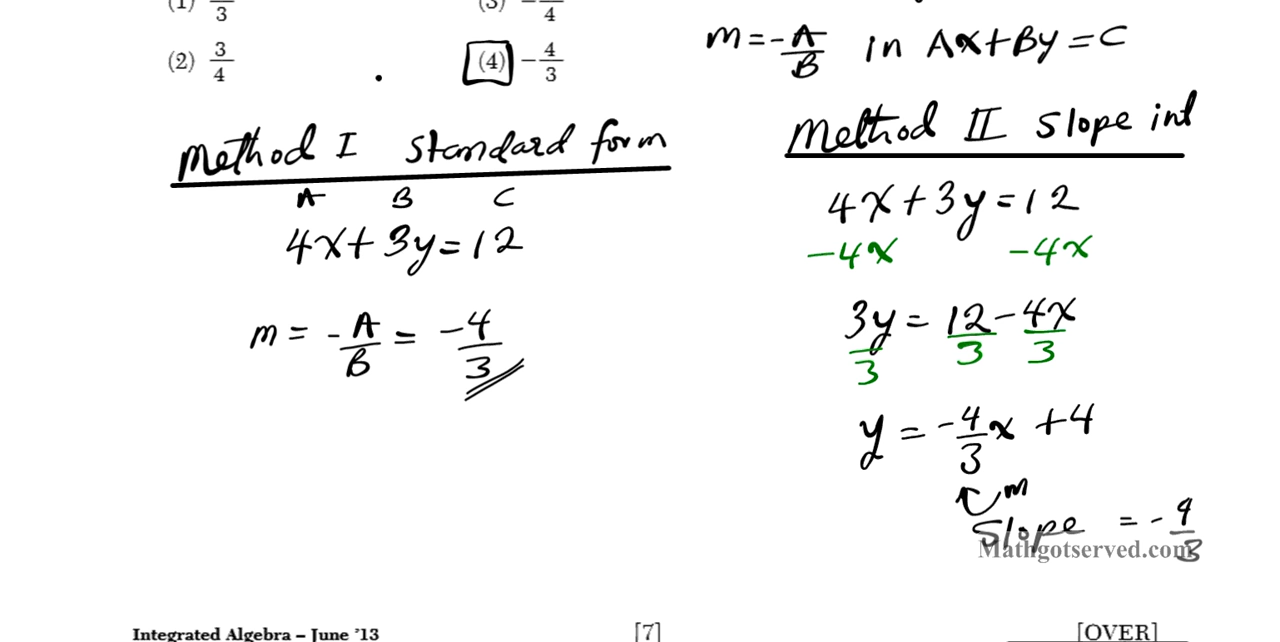 (1) 3 (3) - 4
(2) 3/4 (4) -4/3
m = -A/B in Ax+By=C
Method I Standard form
A B C
4x+3y=12
m = -A/B = -4/3
Method II Slope int
4x+3y=12
-4x -4x
3y = 12-4x
3 3 3
y = -4/3x +4
m
Slope = -4/3
Mathgotserved.com
Integrated Algebra – June ’13 [7] [OVER]